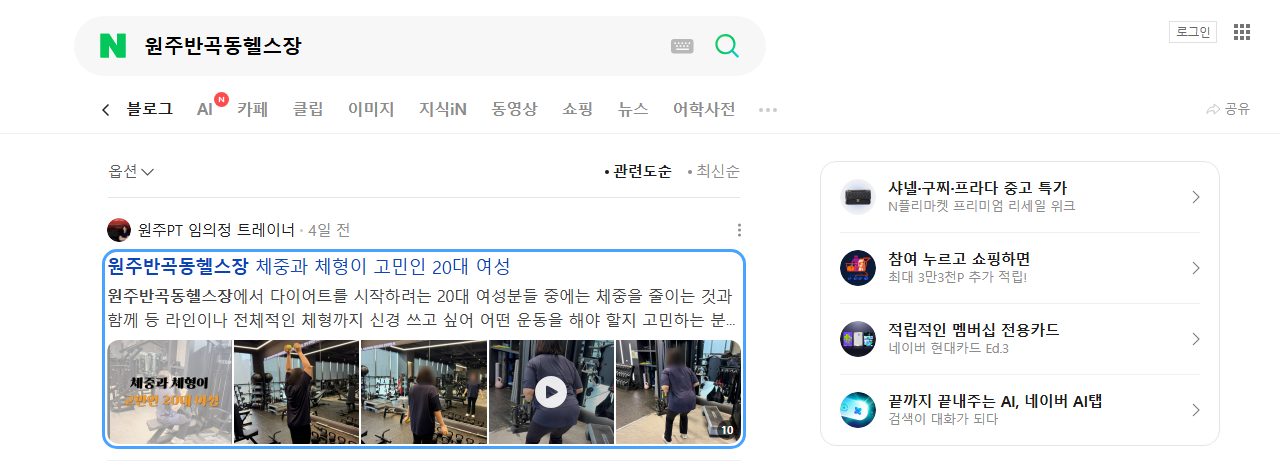 N 원주반곡동헬스장
로그인
블로그 AI N 카페 클립 이미지 지식iN 동영상 쇼핑 뉴스 어학사전
공유
옵션
• 관련도순 • 최신순
원주PT 임의정 트레이너 · 4일 전
원주반곡동헬스장 체중과 체형이 고민인 20대 여성
원주반곡동헬스장에서 다이어트를 시작하려는 20대 여성분들 중에는 체중을 줄이는 것과
함께 등 라인이나 전체적인 체형까지 신경 쓰고 싶어 어떤 운동을 해야 할지 고민하는 분...
체중과 체형이
고민인 20대 여성
10
샤넬·구찌·프라다 중고 특가
N플리마켓 프리미엄 리세일 위크
참여 누르고 쇼핑하면
최대 3만3천P 추가 적립!
적립적인 멤버십 전용카드
네이버 현대카드 Ed.3
끝까지 끝내주는 AI, 네이버 AI탭
검색이 대화가 되다